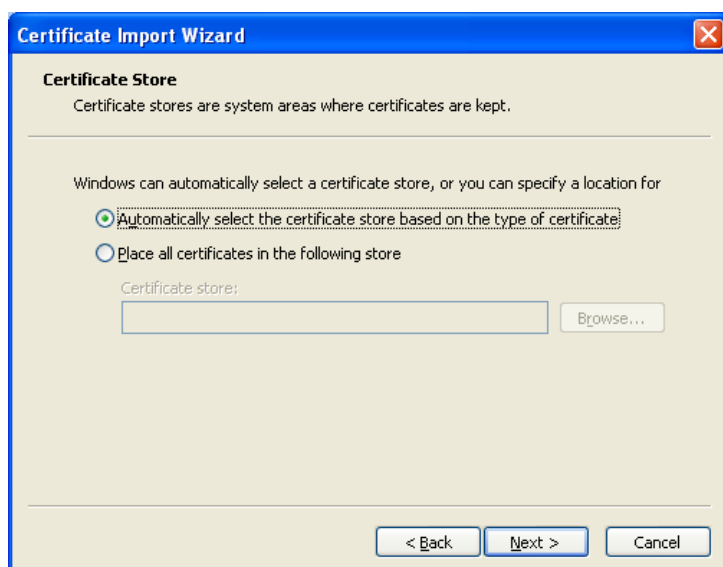 Certificate Import Wizard
Certificate Store
Certificate stores are system areas where certificates are kept.
Windows can automatically select a certificate store, or you can specify a location for
Automatically select the certificate store based on the type of certificate
Place all certificates in the following store
Certificate store:
Browse...
< Back
Next >
Cancel